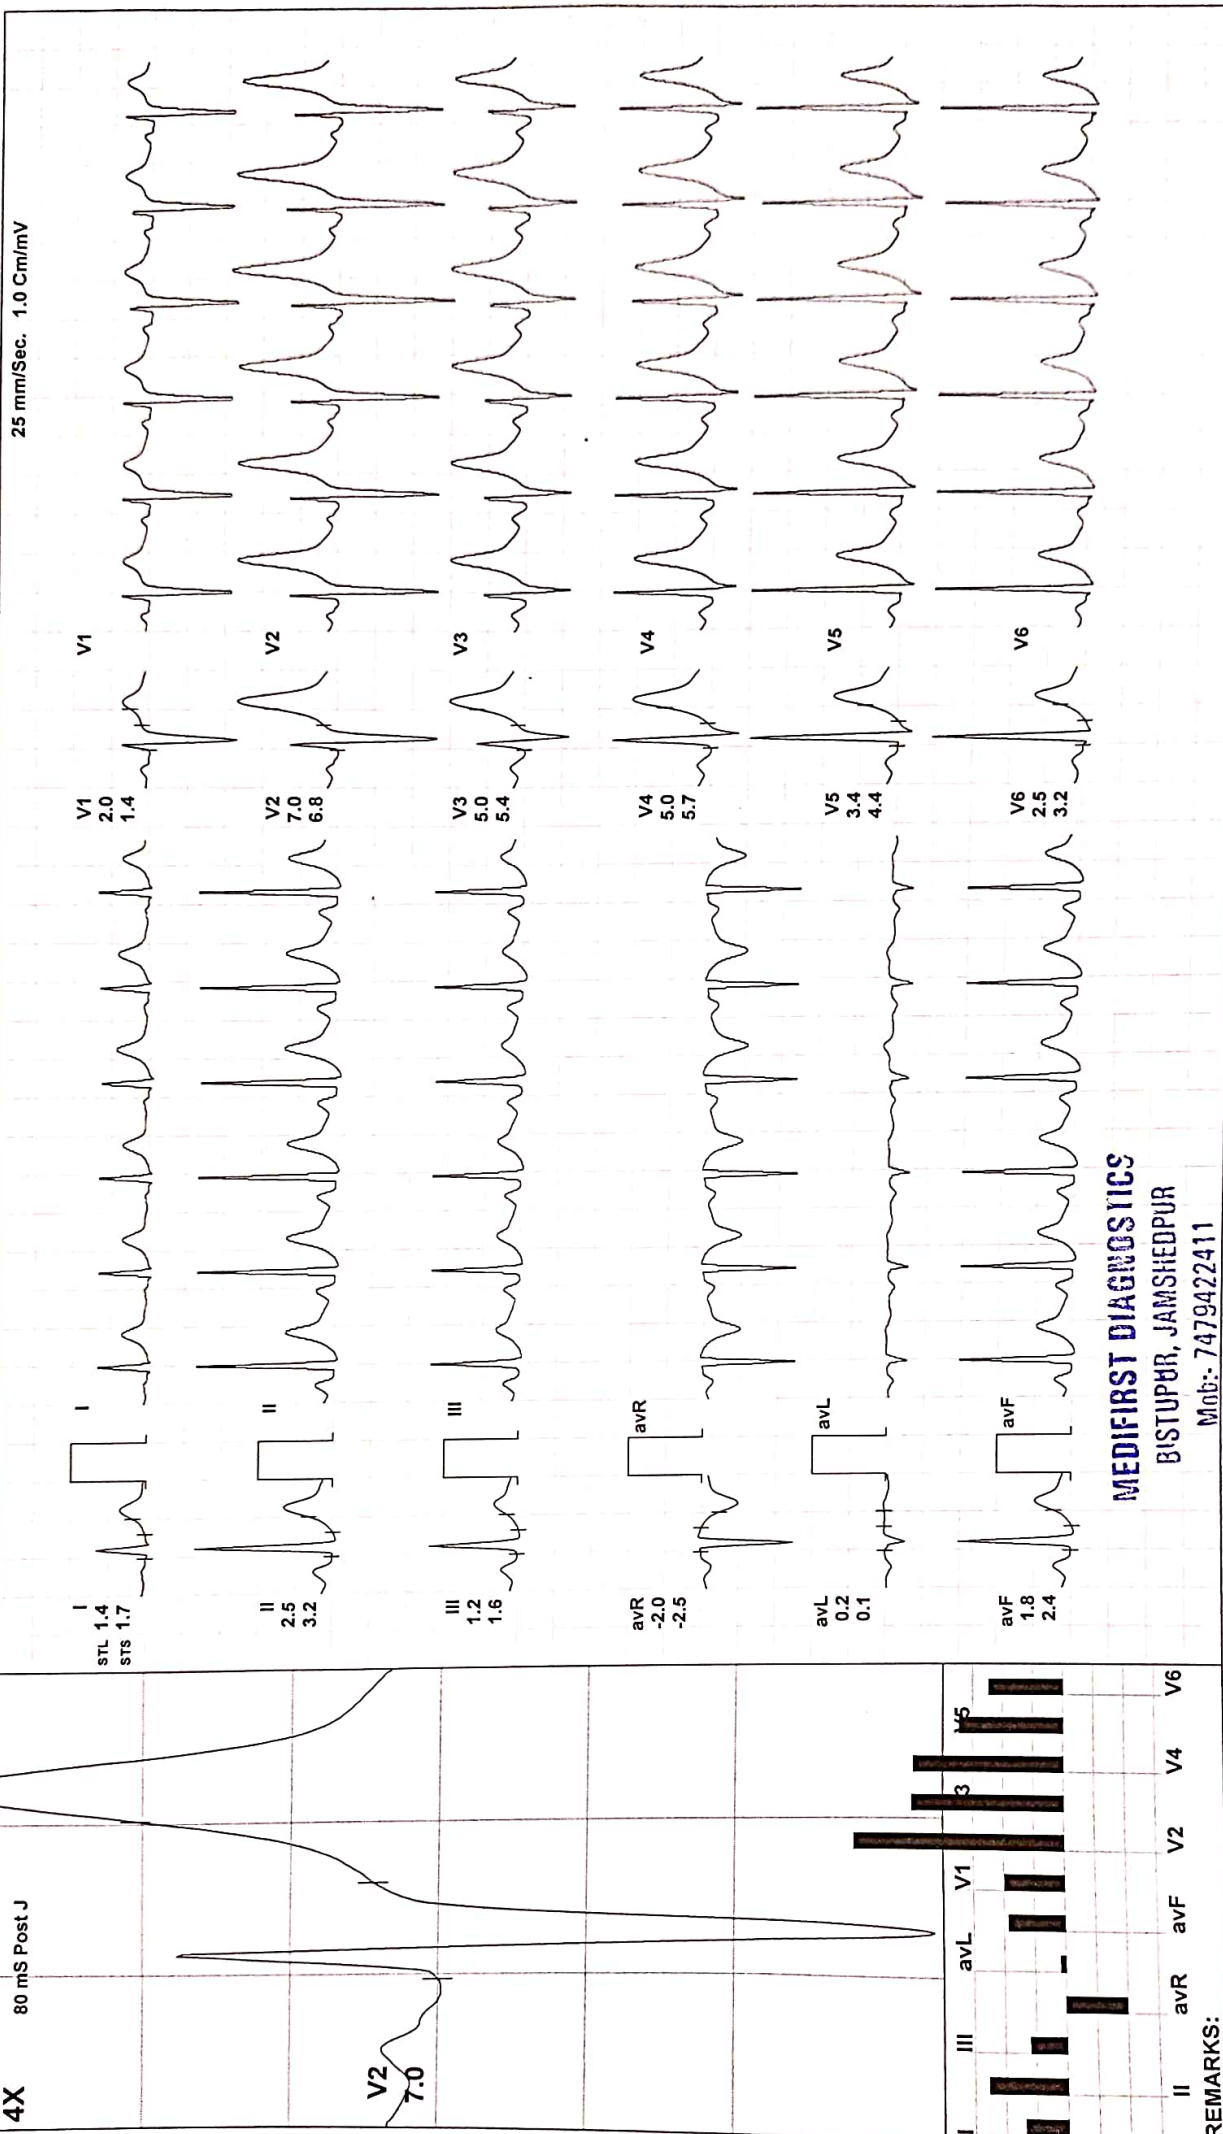 4X
80 mS Post J
25 mm/Sec. 1.0 Cm/mV
V2
7.0
I
STL 1.4
STS 1.7
I
V1
2.0
1.4
V1
II
2.5
3.2
II
V2
7.0
6.8
V2
III
1.2
1.6
III
V3
5.0
5.4
V3
avR
-2.0
-2.5
avR
V4
5.0
5.7
V4
avL
0.2
0.1
avL
V5
3.4
4.4
V5
avF
1.8
2.4
avF
V6
2.5
3.2
V6
I
III
avL
V1
3
V5
II
avR
avF
V2
V4
V6
REMARKS:
MEDIFIRST DIAGNOSTICS
BISTUPUR, JAMSHEDPUR
Mob:- 7479422411